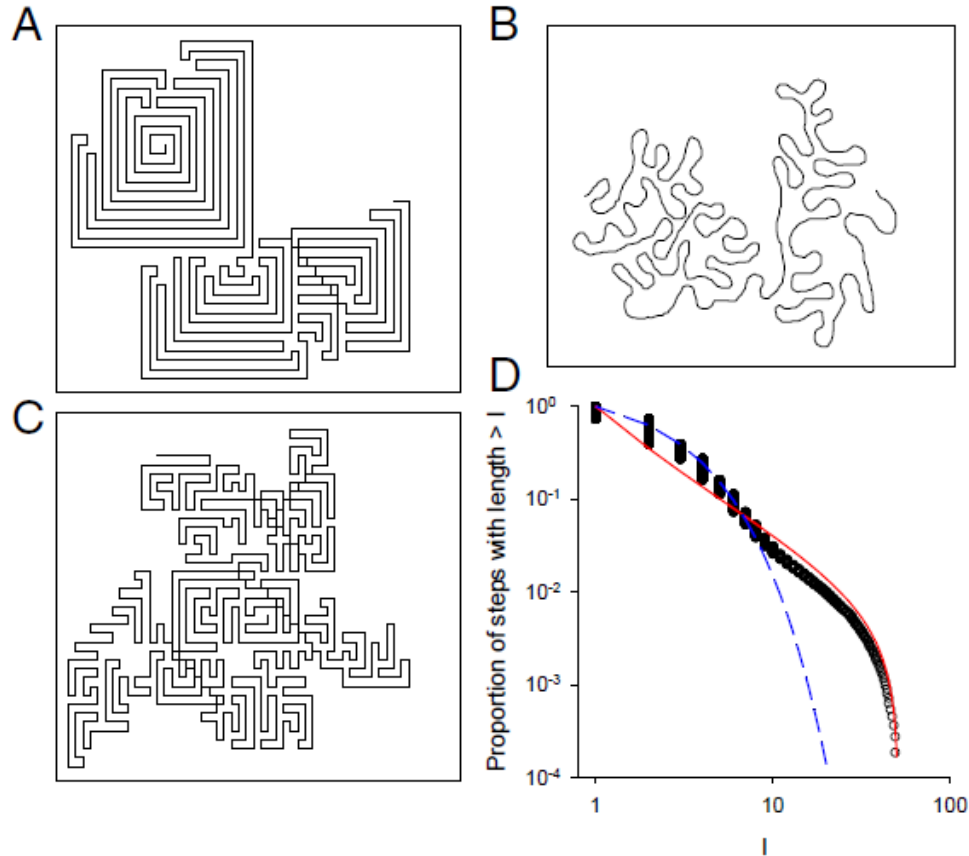 A
B
C
D
Proportion of steps with length > l
10⁰
10⁻¹
10⁻²
10⁻³
10⁻⁴
1
10
100
l